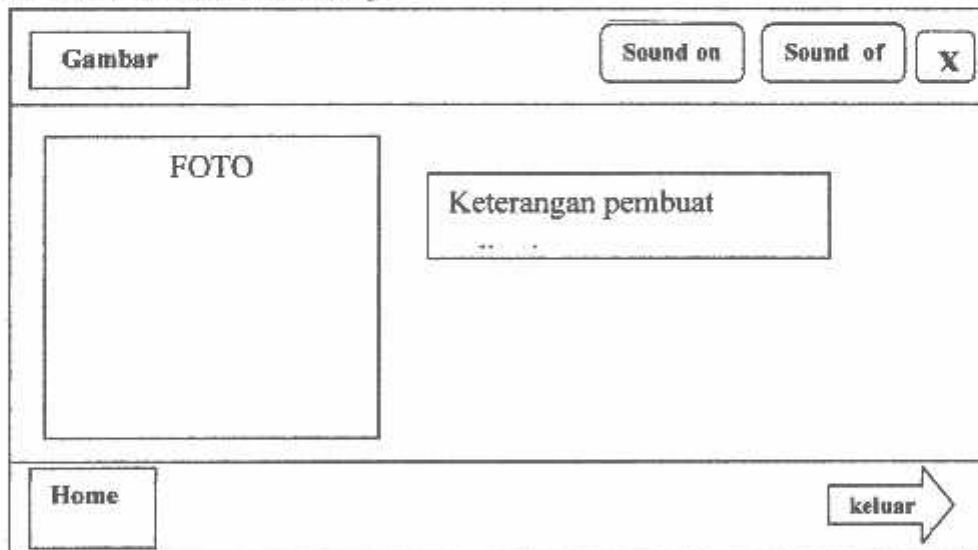 Gambar
Sound on
Sound of
X
FOTO
Keterangan pembuat
Home
keluar